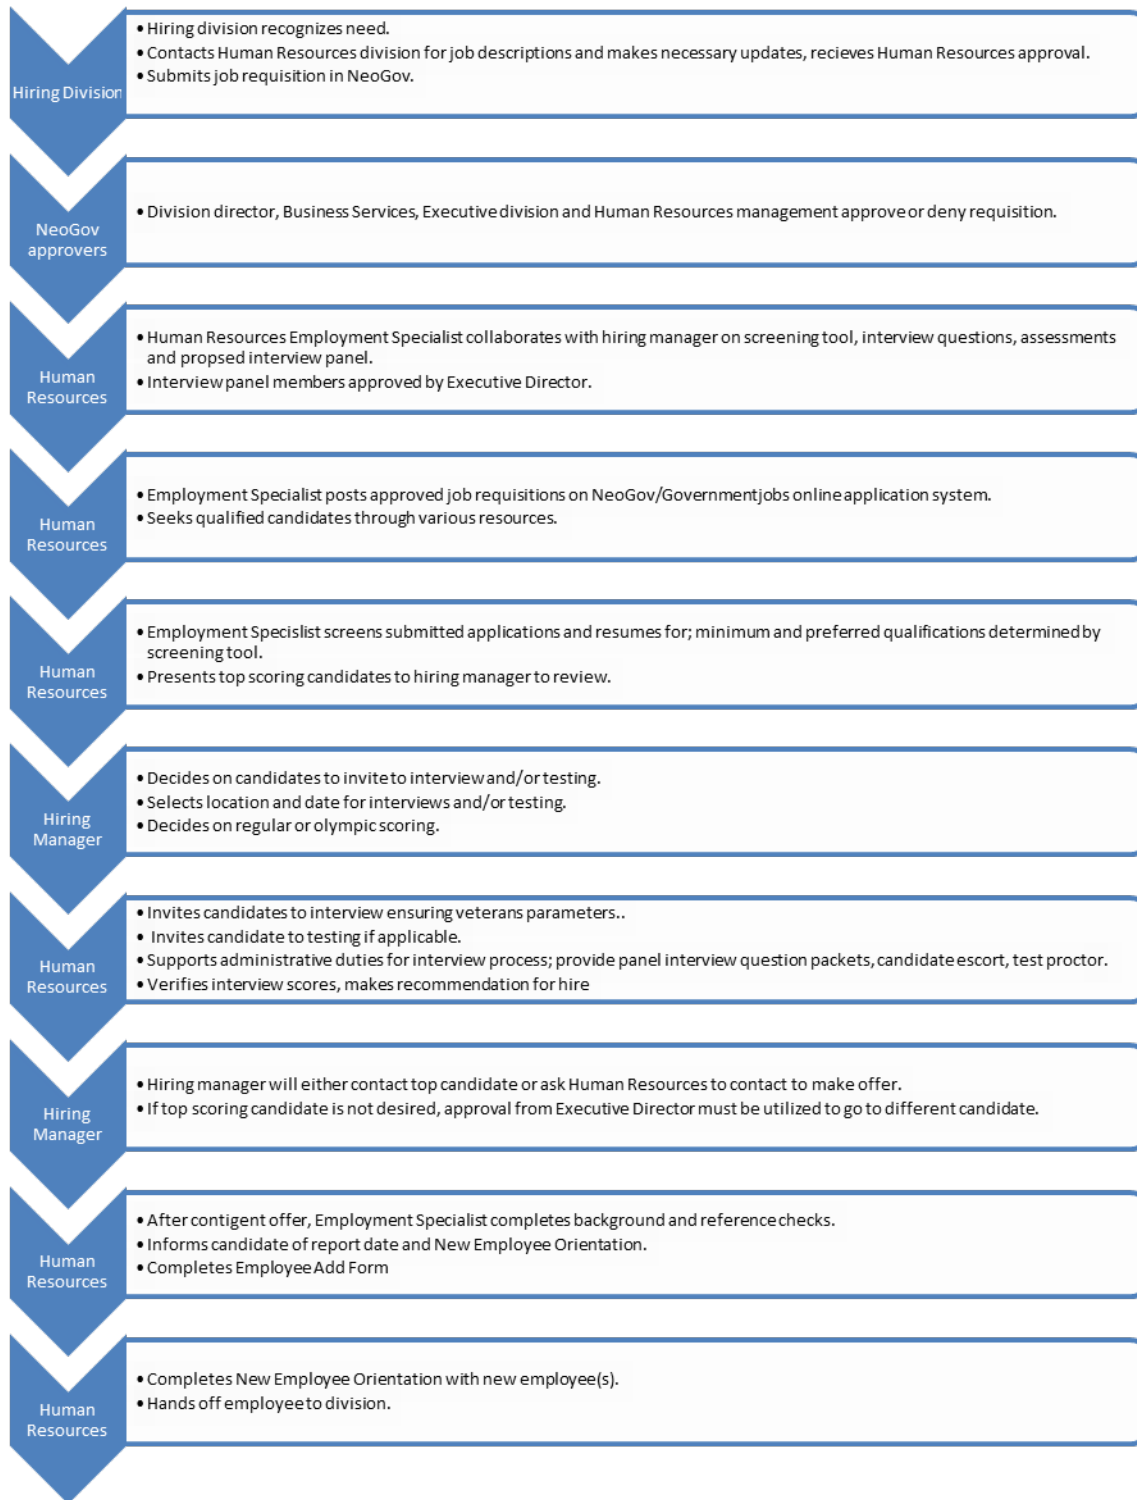 Hiring Division
• Hiring division recognizes need.
• Contacts Human Resources division for job descriptions and makes necessary updates, recieves Human Resources approval.
• Submits job requisition in NeoGov.
NeoGov
approvers
• Division director, Business Services, Executive division and Human Resources management approve or deny requisition.
Human
Resources
• Human Resources Employment Specialist collaborates with hiring manager on screening tool, interview questions, assessments
and propsed interview panel.
• Interview panel members approved by Executive Director.
Human
Resources
• Employment Specialist posts approved job requisitions on NeoGov/Governmentjobs online application system.
• Seeks qualified candidates through various resources.
Human
Resources
• Employment Specislist screens submitted applications and resumes for; minimum and preferred qualifications determined by
screening tool.
• Presents top scoring candidates to hiring manager to review.
Hiring
Manager
• Decides on candidates to invite to interview and/or testing.
• Selects location and date for interviews and/or testing.
• Decides on regular or olympic scoring.
Human
Resources
• Invites candidates to interview ensuring veterans parameters..
• Invites candidate to testing if applicable.
• Supports administrative duties for interview process; provide panel interview question packets, candidate escort, test proctor.
• Verifies interview scores, makes recommendation for hire
Hiring
Manager
• Hiring manager will either contact top candidate or ask Human Resources to contact to make offer.
• If top scoring candidate is not desired, approval from Executive Director must be utilized to go to different candidate.
Human
Resources
• After contigent offer, Employment Specialist completes background and reference checks.
• Informs candidate of report date and New Employee Orientation.
• Completes Employee Add Form
Human
Resources
• Completes New Employee Orientation with new employee(s).
• Hands off employee to division.